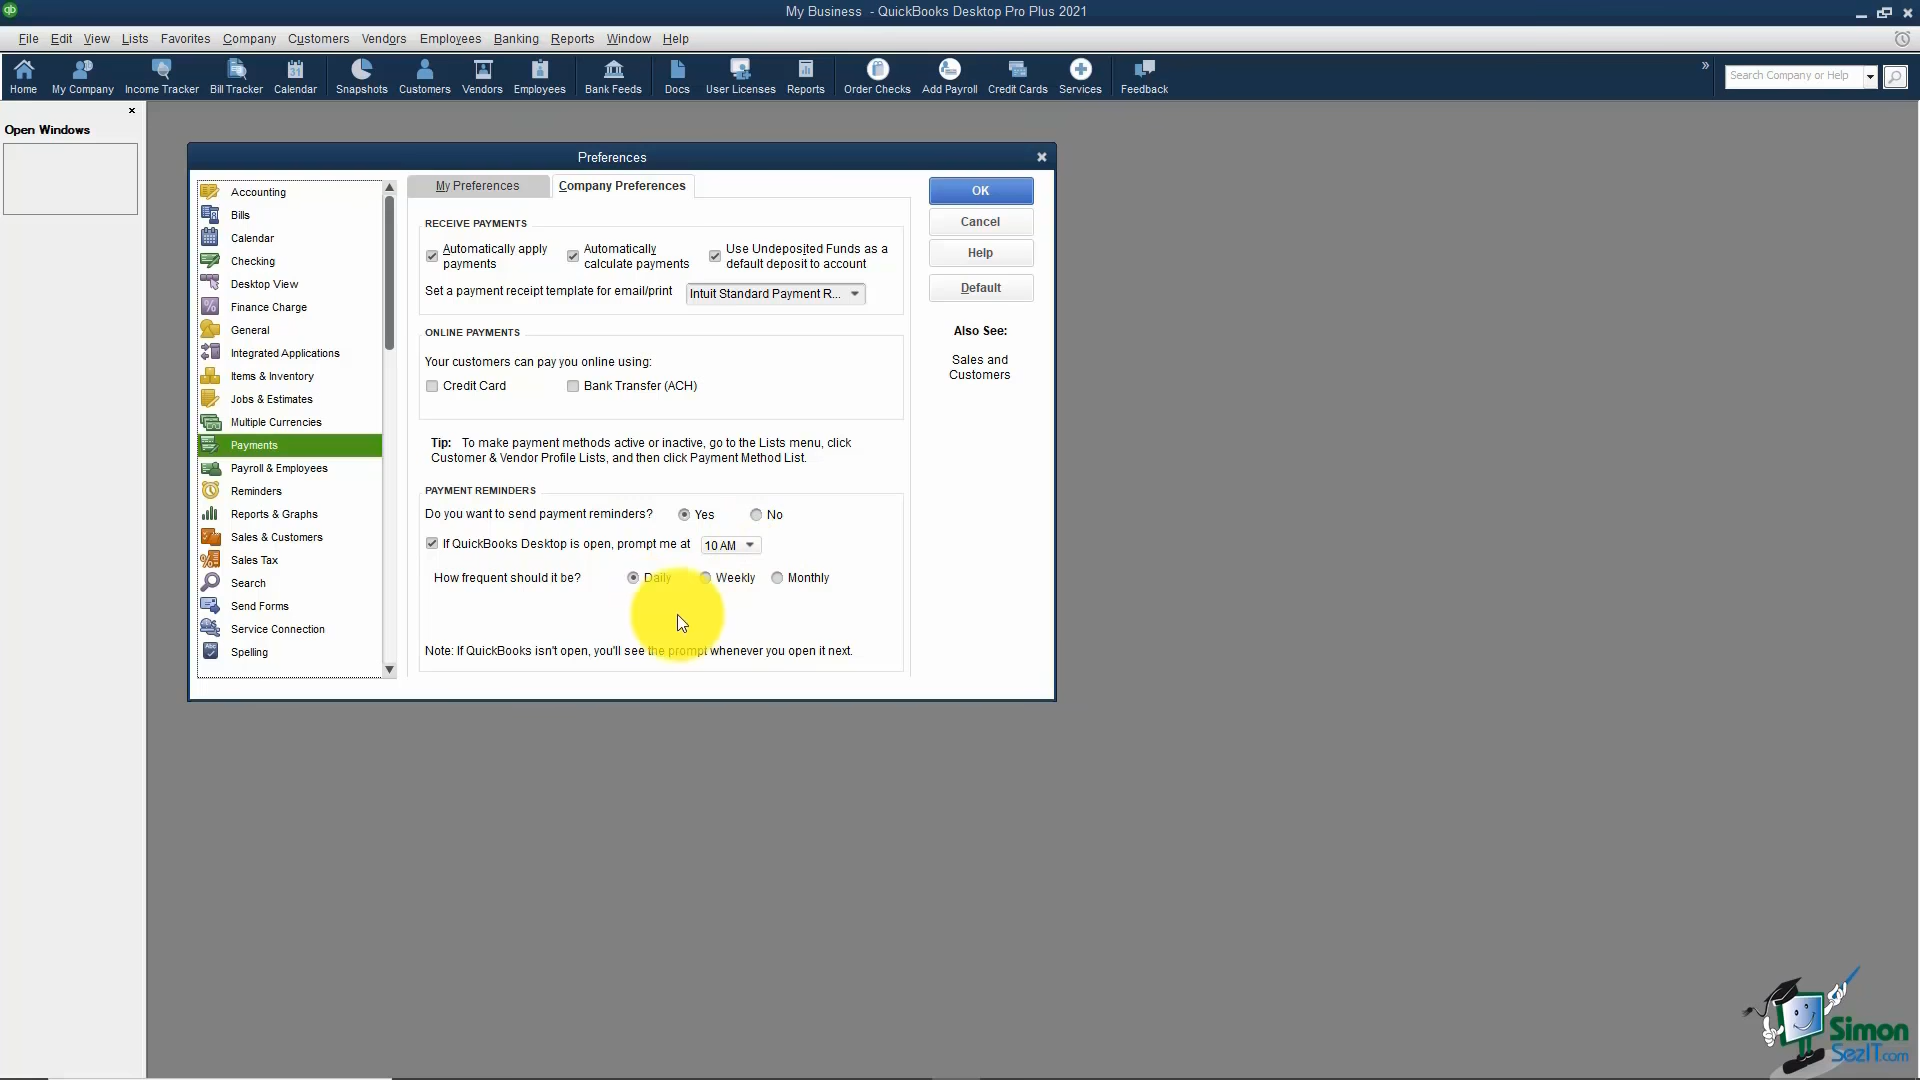 My Business - QuickBooks Desktop Pro Plus 2021
File Edit View Lists Favorites Company Customers Vendors Employees Banking Reports Window Help
Home My Company Income Tracker Bill Tracker Calendar Snapshots Customers Vendors Employees Bank Feeds Docs User Licenses Reports Order Checks Add Payroll Credit Cards Services Feedback
» Search Company or Help
Open Windows
Preferences
Accounting
Bills
Calendar
Checking
Desktop View
Finance Charge
General
Integrated Applications
Items & Inventory
Jobs & Estimates
Multiple Currencies
Payments
Payroll & Employees
Reminders
Reports & Graphs
Sales & Customers
Sales Tax
Search
Send Forms
Service Connection
Spelling
My Preferences Company Preferences
RECEIVE PAYMENTS
Automatically apply
payments
Automatically
calculate payments
Use Undeposited Funds as a
default deposit to account
Set a payment receipt template for email/print Intuit Standard Payment R...
ONLINE PAYMENTS
Your customers can pay you online using:
Credit Card Bank Transfer (ACH)
Tip: To make payment methods active or inactive, go to the Lists menu, click
Customer & Vendor Profile Lists, and then click Payment Method List.
PAYMENT REMINDERS
Do you want to send payment reminders? Yes No
If QuickBooks Desktop is open, prompt me at 10 AM
How frequent should it be? Daily Weekly Monthly
Note: If QuickBooks isn't open, you'll see the prompt whenever you open it next.
OK
Cancel
Help
Default
Also See:
Sales and
Customers
Simon
SezIT.com